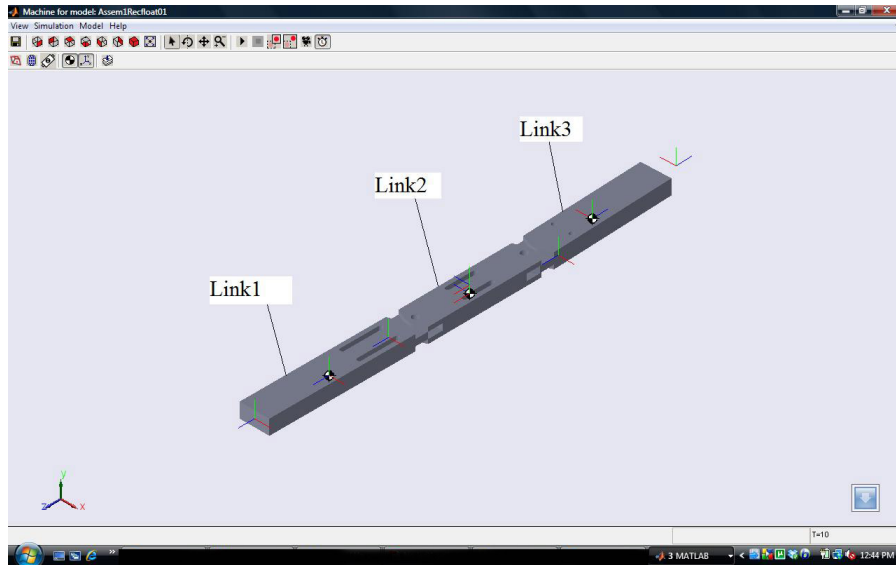 Machine for model: Assem1Recfloat01
View Simulation Model Help
Link3
Link2
Link1
y
z
x
T=10
3 MATLAB
12:44 PM